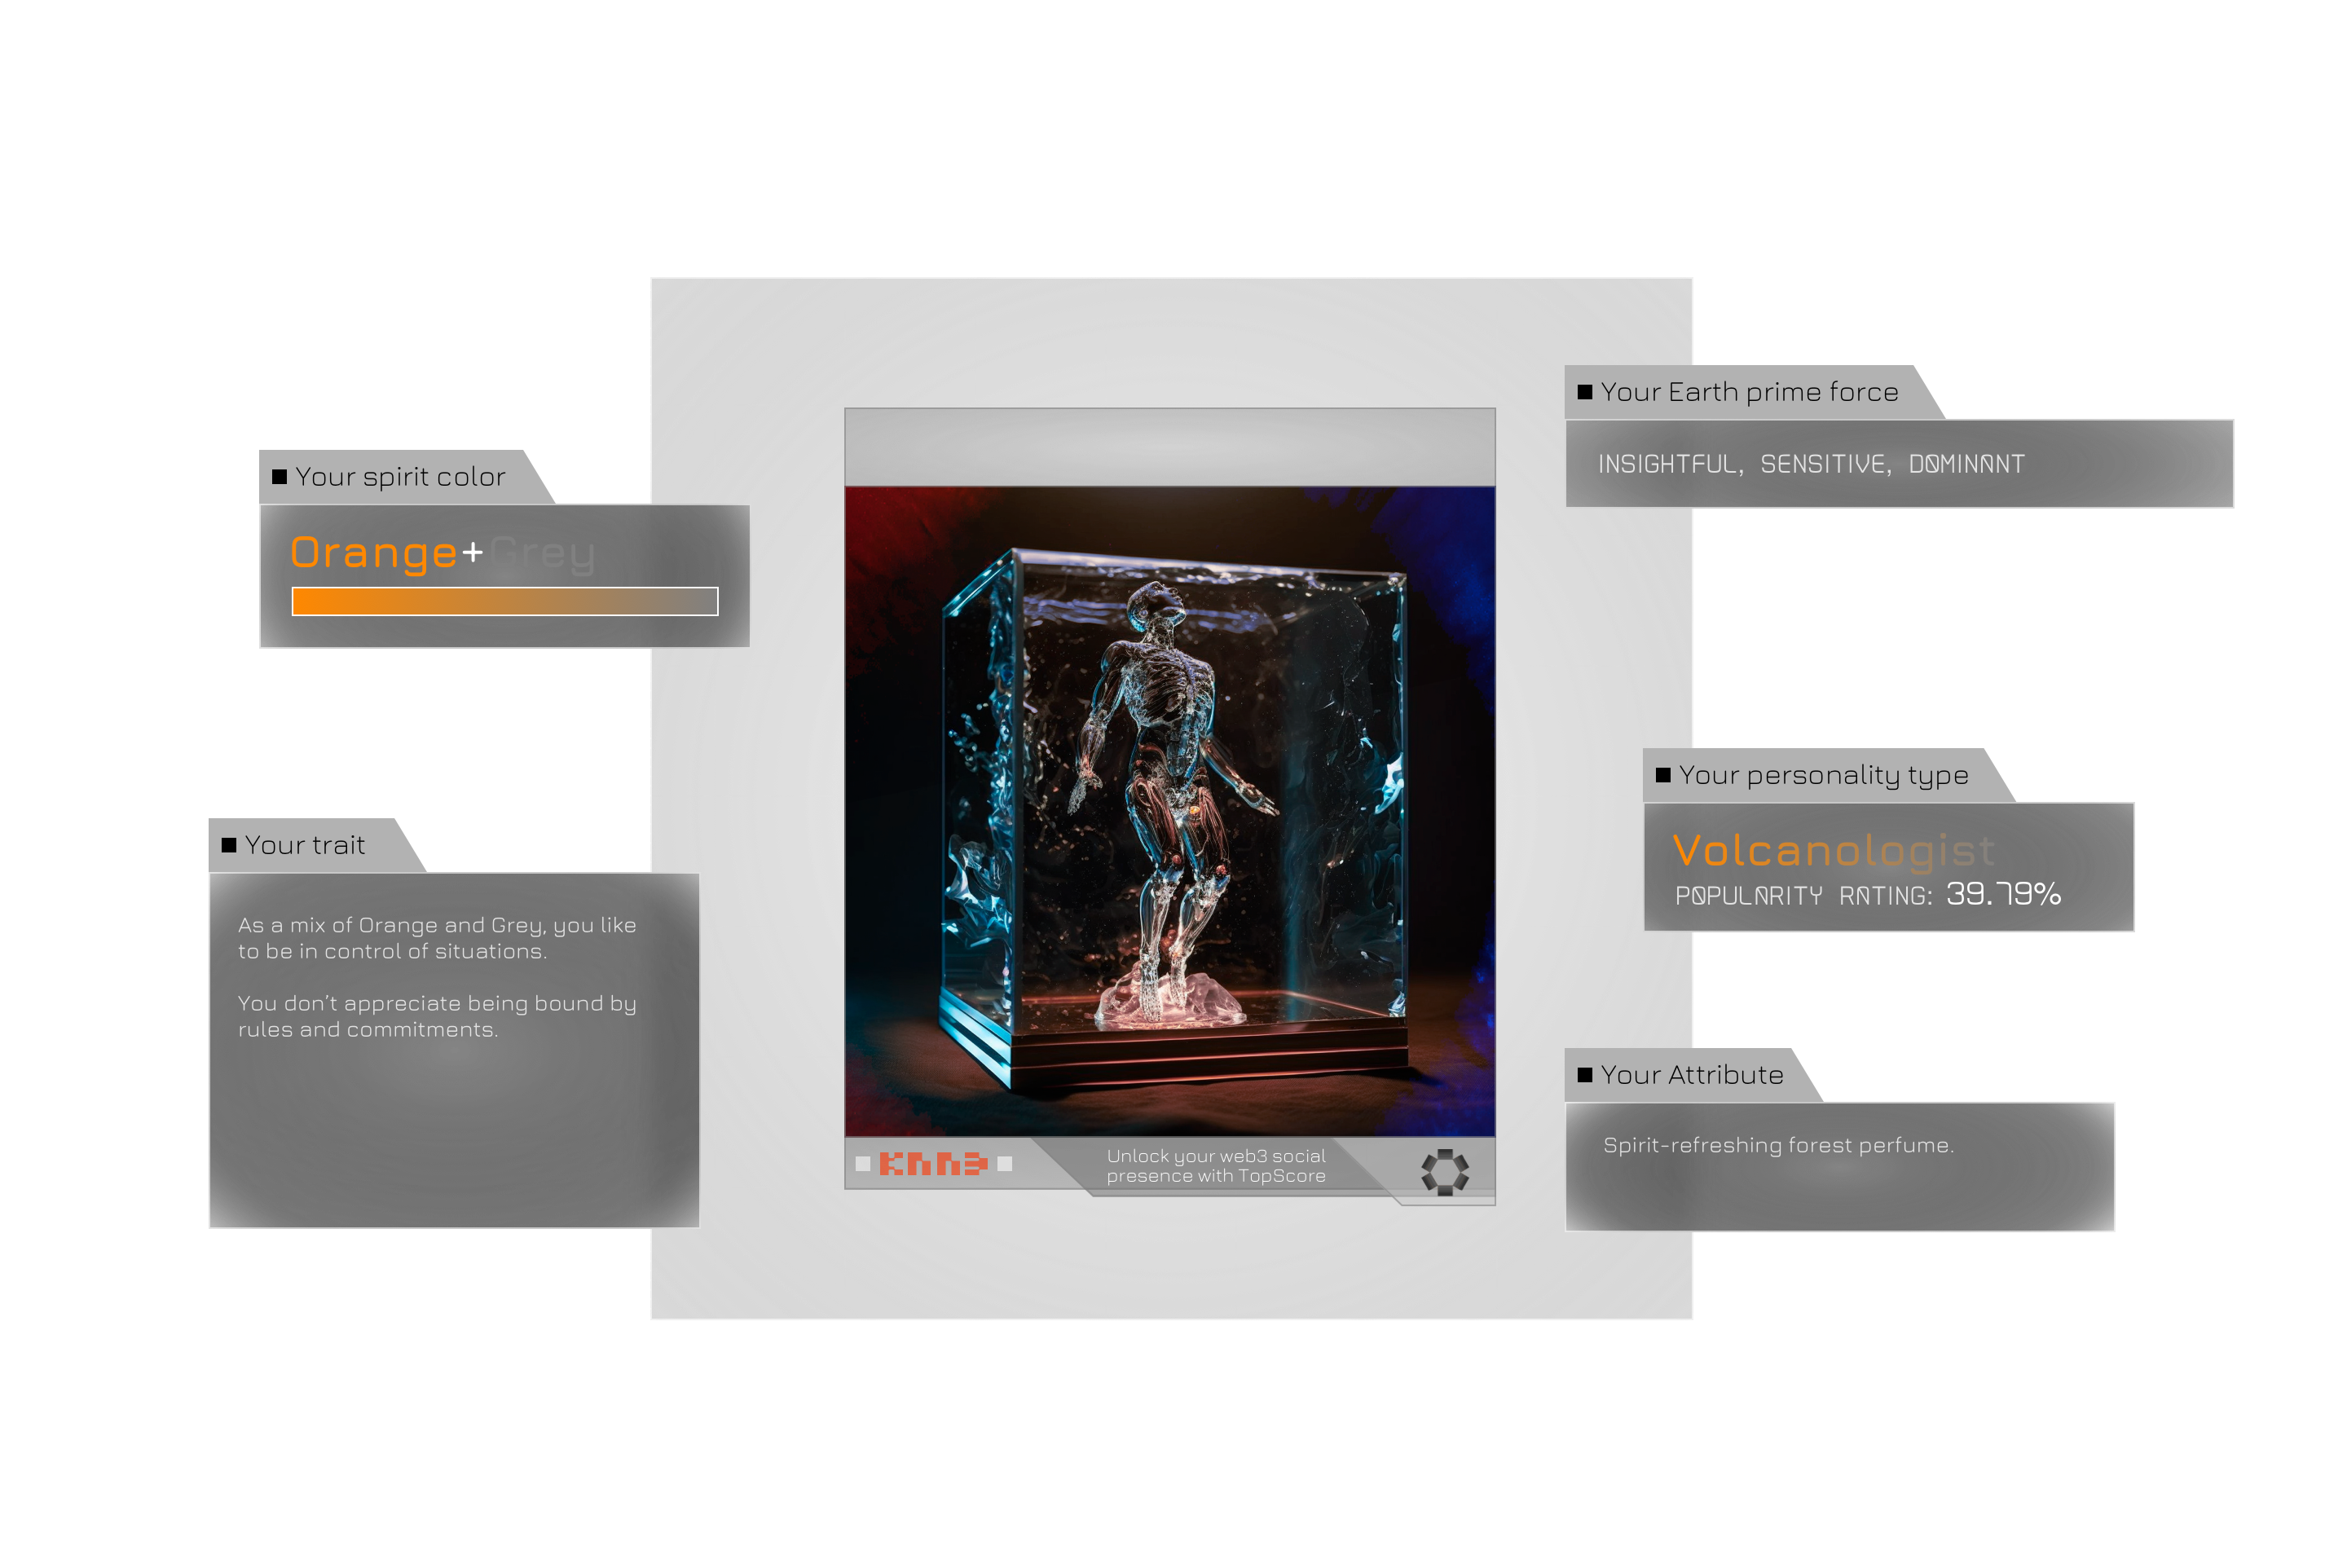 Your spirit color
Orange+Grey
Your trait
As a mix of Orange and Grey, you like
to be in control of situations.
You don't appreciate being bound by
rules and commitments.
KNN3
Unlock your web3 social
presence with TopScore
Your Earth prime force
INSIGHTFUL, SENSITIVE, DOMINANT
Your personality type
Volcanologist
POPULARITY RATING: 39.79%
Your Attribute
Spirit-refreshing forest perfume.